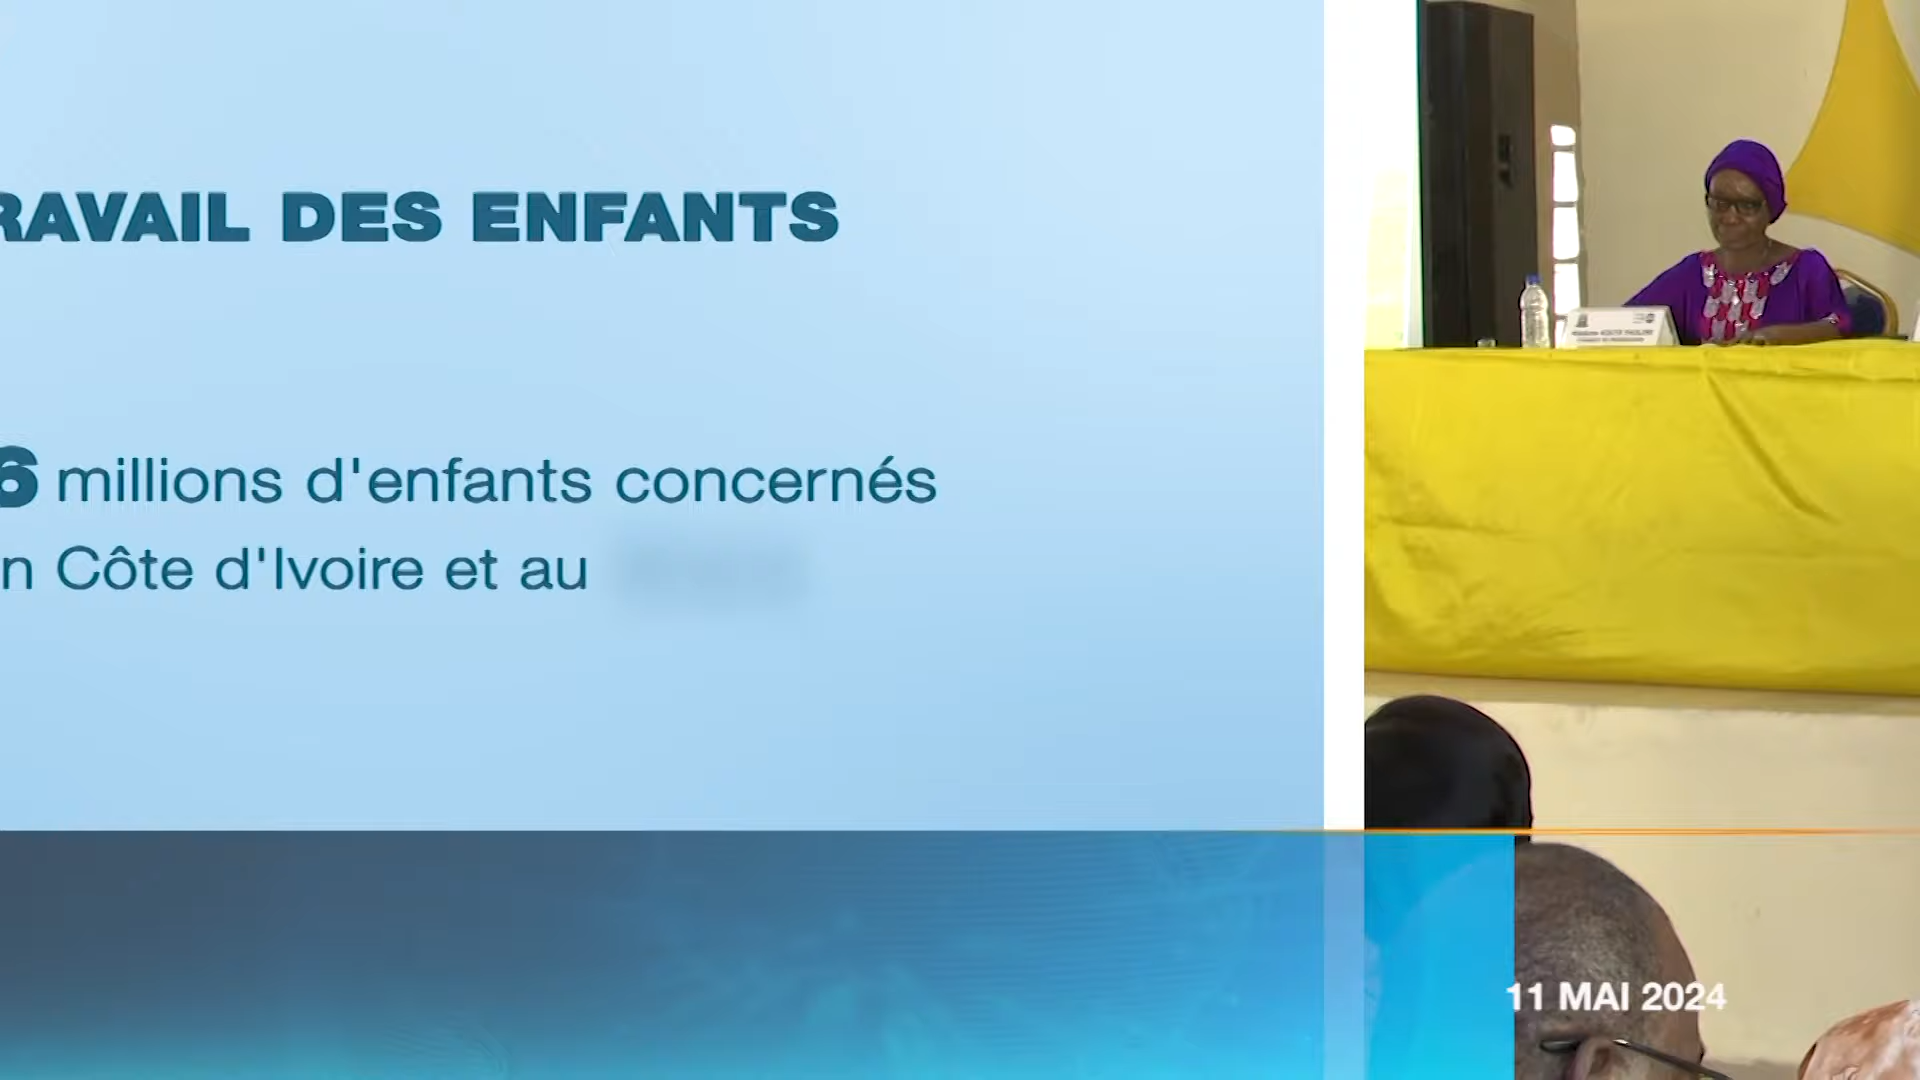 RAVAIL DES ENFANTS
6 millions d'enfants concernés
n Côte d'Ivoire et au
11 MAI 2024